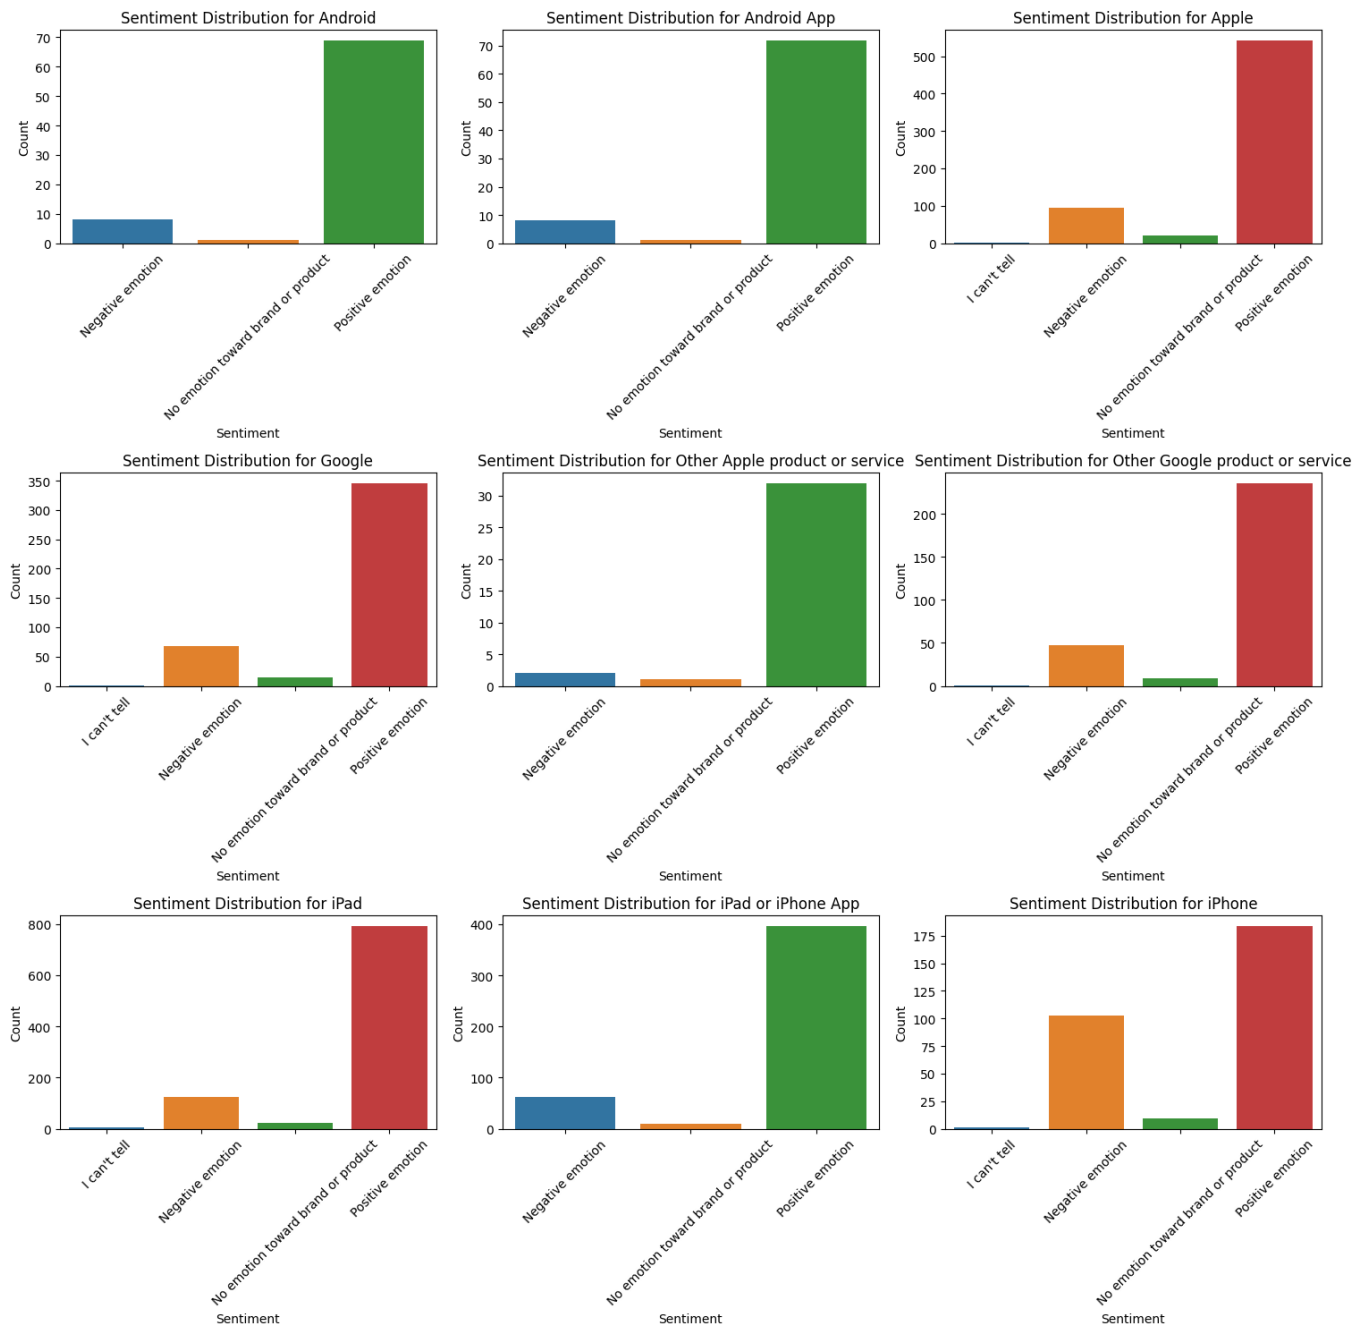 Sentiment Distribution for Android
70
60
50
40
30
20
10
0
Count
Negative emotion
No emotion toward brand or product
Positive emotion
Sentiment
Sentiment Distribution for Android App
70
60
50
40
30
20
10
0
Count
Negative emotion
No emotion toward brand or product
Positive emotion
Sentiment
Sentiment Distribution for Apple
500
400
300
200
100
0
Count
I can't tell
Negative emotion
No emotion toward brand or product
Positive emotion
Sentiment
Sentiment Distribution for Google
350
300
250
200
150
100
50
0
Count
I can't tell
Negative emotion
No emotion toward brand or product
Positive emotion
Sentiment
Sentiment Distribution for Other Apple product or service
30
25
20
15
10
5
0
Count
Negative emotion
No emotion toward brand or product
Positive emotion
Sentiment
Sentiment Distribution for Other Google product or service
200
150
100
50
0
Count
I can't tell
Negative emotion
No emotion toward brand or product
Positive emotion
Sentiment
Sentiment Distribution for iPad
800
600
400
200
0
Count
I can't tell
Negative emotion
No emotion toward brand or product
Positive emotion
Sentiment
Sentiment Distribution for iPad or iPhone App
400
300
200
100
0
Count
Negative emotion
No emotion toward brand or product
Positive emotion
Sentiment
Sentiment Distribution for iPhone
175
150
125
100
75
50
25
0
Count
I can't tell
Negative emotion
No emotion toward brand or product
Positive emotion
Sentiment